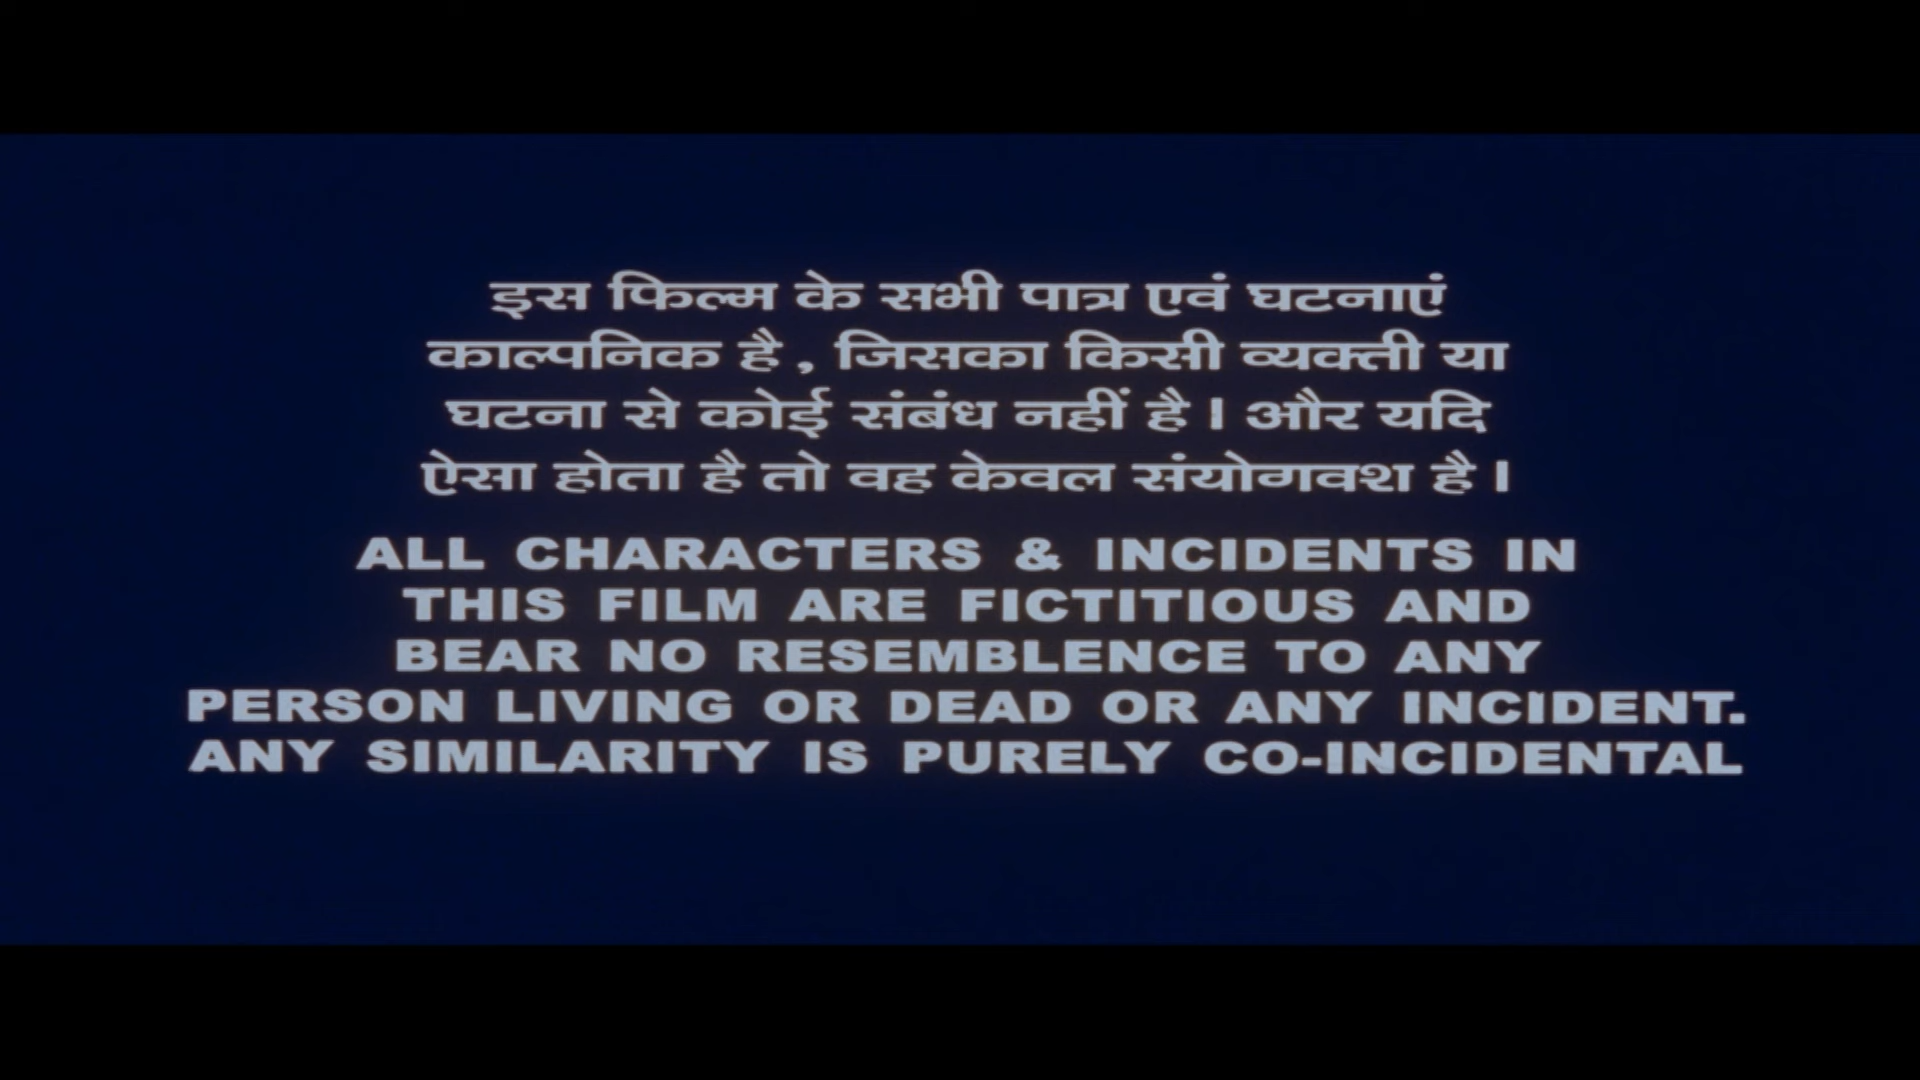 इस फिल्म के सभी पात्र एवं घटनाएं
काल्पनिक है , जिसका किसी व्यक्ती या
घटना से कोई संबंध नहीं है । और यदि
ऐसा होता है तो वह केवल संयोगवश है ।
ALL CHARACTERS & INCIDENTS IN
THIS FILM ARE FICTITIOUS AND
BEAR NO RESEMBLENCE TO ANY
PERSON LIVING OR DEAD OR ANY INCIDENT.
ANY SIMILARITY IS PURELY CO-INCIDENTAL